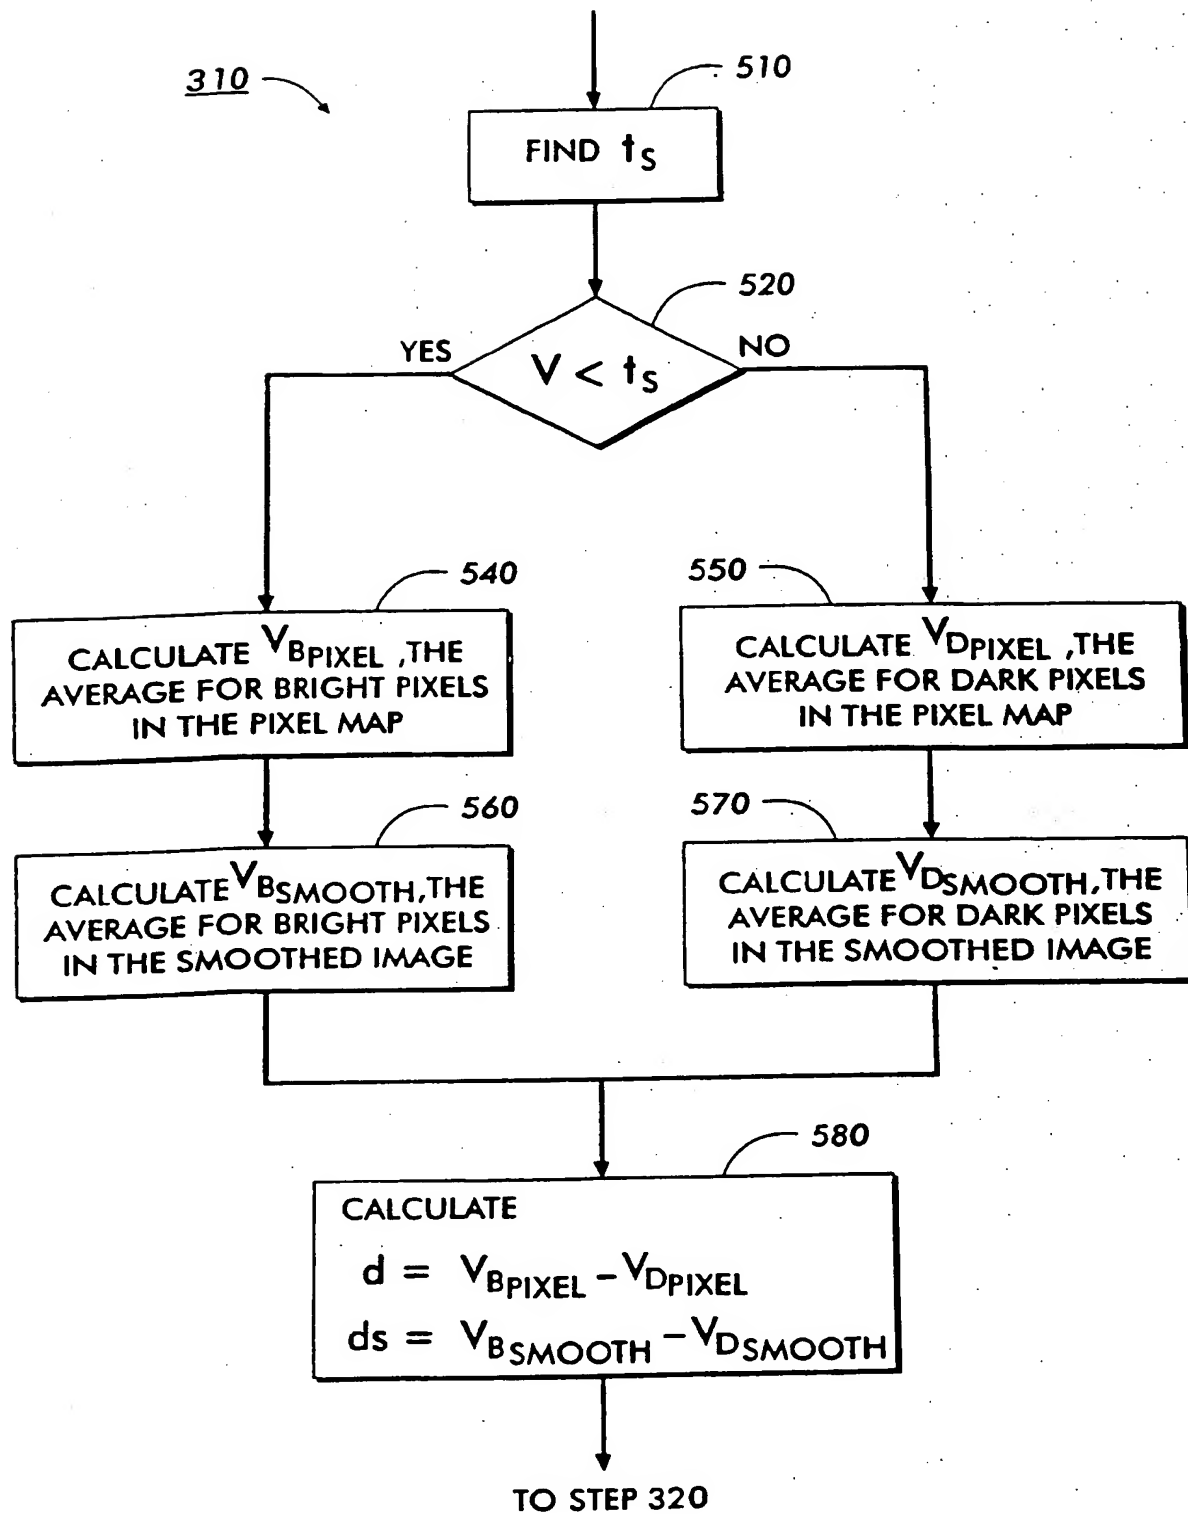 310
510
FIND ts
520
YES
V < ts
NO
540
CALCULATE VBPIXEL ,THE
AVERAGE FOR BRIGHT PIXELS
IN THE PIXEL MAP
550
CALCULATE VDPIXEL ,THE
AVERAGE FOR DARK PIXELS
IN THE PIXEL MAP
560
CALCULATE VBSMOOTH,THE
AVERAGE FOR BRIGHT PIXELS
IN THE SMOOTHED IMAGE
570
CALCULATE VDSMOOTH,THE
AVERAGE FOR DARK PIXELS
IN THE SMOOTHED IMAGE
580
CALCULATE
d = VBPIXEL - VDPIXEL
ds = VBSMOOTH - VDSMOOTH
TO STEP 320